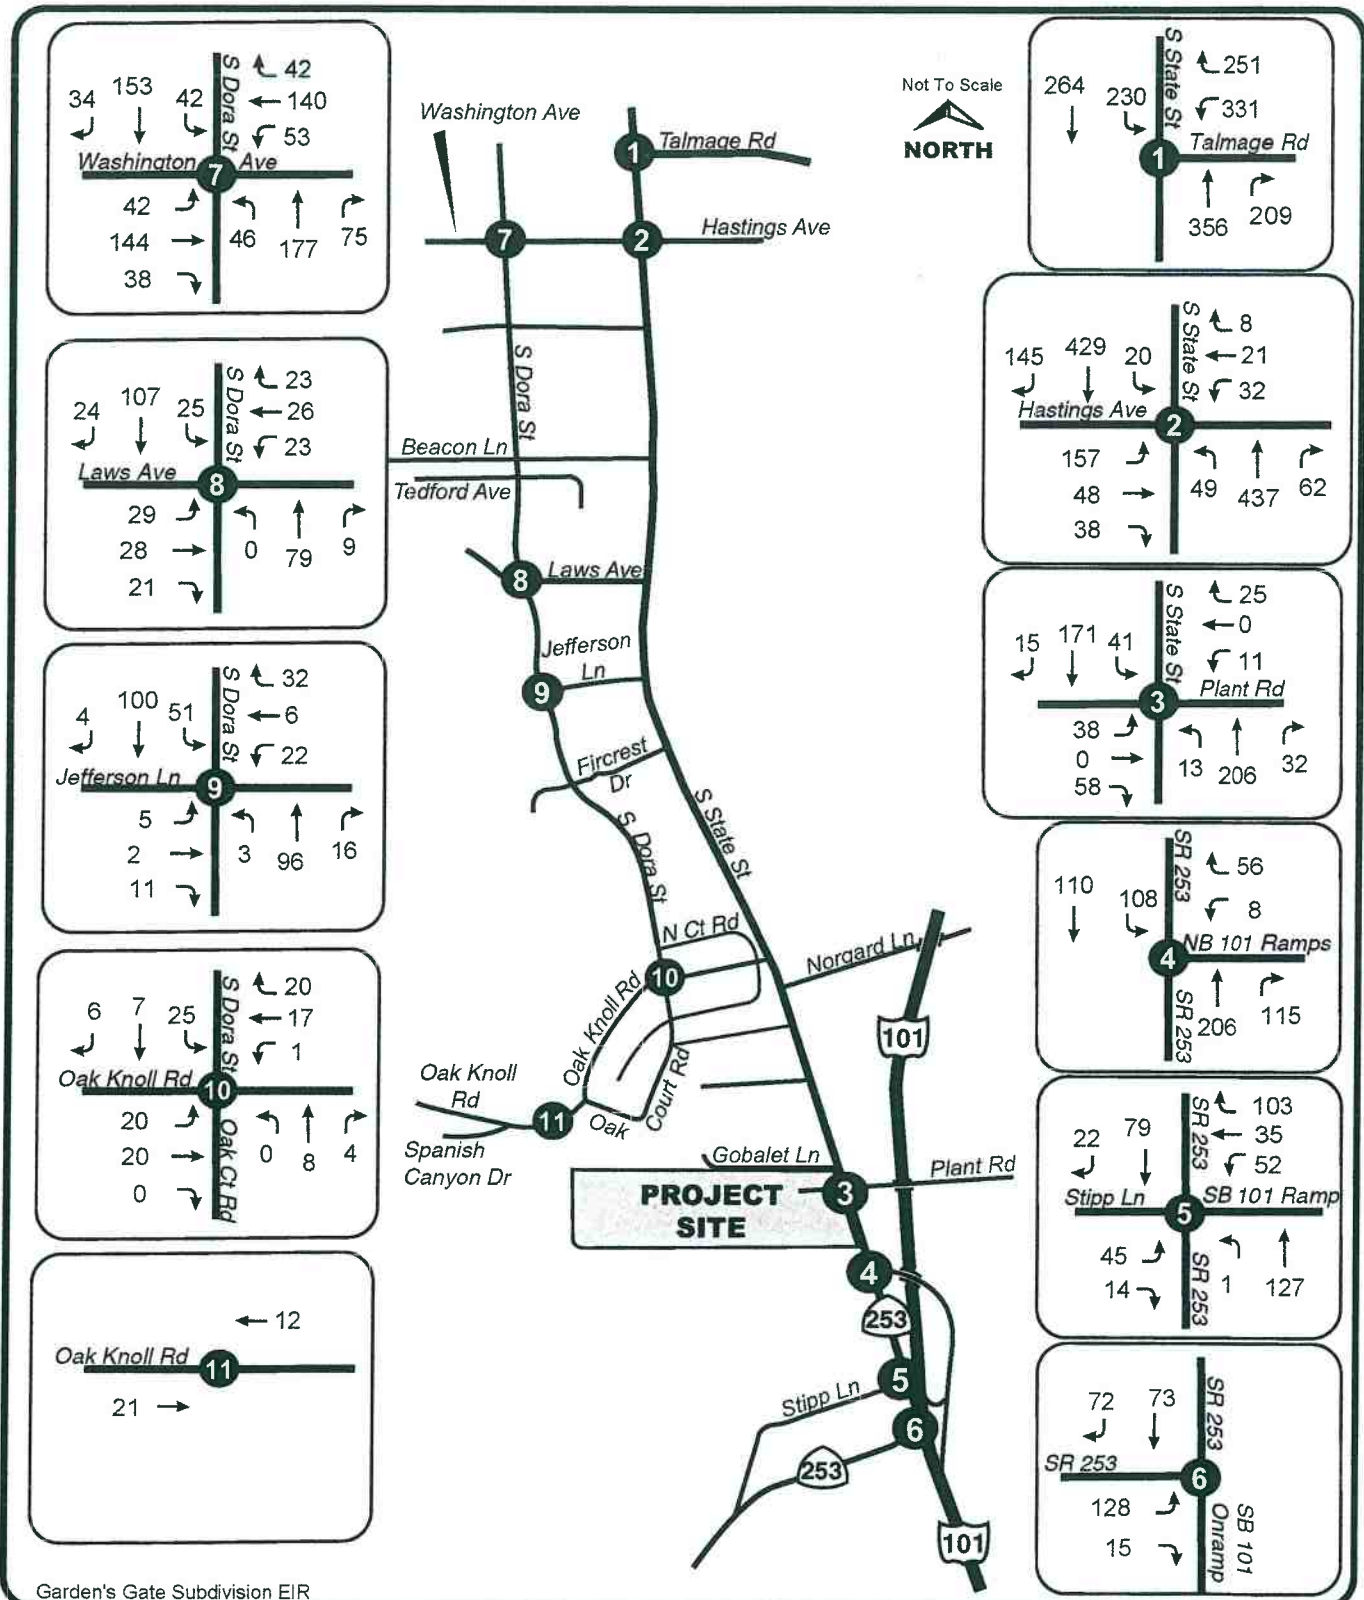 34 153 42
S Dora St
42
140
53
Washington Ave
7
42
144
38
46 177 75
24 107 25
S Dora St
23
26
23
Laws Ave
8
29
28
21
0 79 9
4 100 51
S Dora St
32
6
22
Jefferson Ln
9
5
2
11
3 96 16
6 7 25
S Dora St
20
17
1
Oak Knoll Rd
10
20
20
0
Oak Ct Rd
0 8 4
12
Oak Knoll Rd
11
21
Garden's Gate Subdivision EIR
Not To Scale
NORTH
Washington Ave
1
Talmage Rd
7
2
Hastings Ave
S Dora St
Beacon Ln
Tedford Ave
8
Laws Ave
Jefferson
Ln
9
Fircrest
Dr
S Dora St
S State St
N Ct Rd
10
Norgard Ln
Oak Knoll Rd
101
Oak Knoll
Rd
11
Oak
Court Rd
Spanish
Canyon Dr
Gobalet Ln
Plant Rd
PROJECT
SITE
3
4
253
5
Stipp Ln
6
253
101
264 230
S State St
251
331
Talmage Rd
1
356 209
145 429 20
S State St
8
21
32
Hastings Ave
2
157
48
38
49 437 62
15 171 41
S State St
25
0
11
Plant Rd
3
38
0
58
13 206 32
110 108
SR 253
56
8
NB 101 Ramps
4
SR 253
206 115
22 79
SR 253
103
35
52
Stipp Ln
SB 101 Ramp
5
45
14
SR 253
1 127
72 73
SR 253
SR 253
6
128
15
SB 101
Onramp